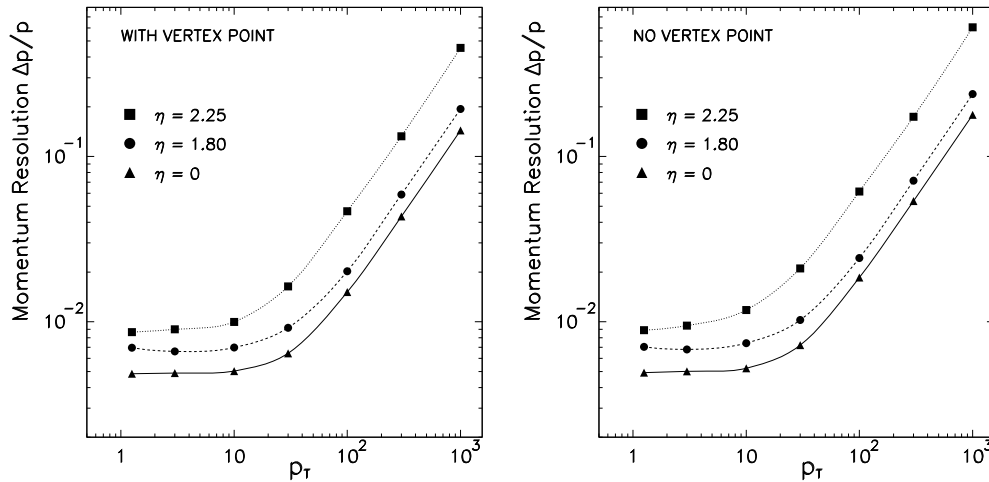 WITH VERTEX POINT
η = 2.25
η = 1.80
η = 0
Momentum Resolution Δp/p
10⁻¹
10⁻²
1
10
10²
10³
p_T
NO VERTEX POINT
η = 2.25
η = 1.80
η = 0
Momentum Resolution Δp/p
10⁻¹
10⁻²
1
10
10²
10³
p_T